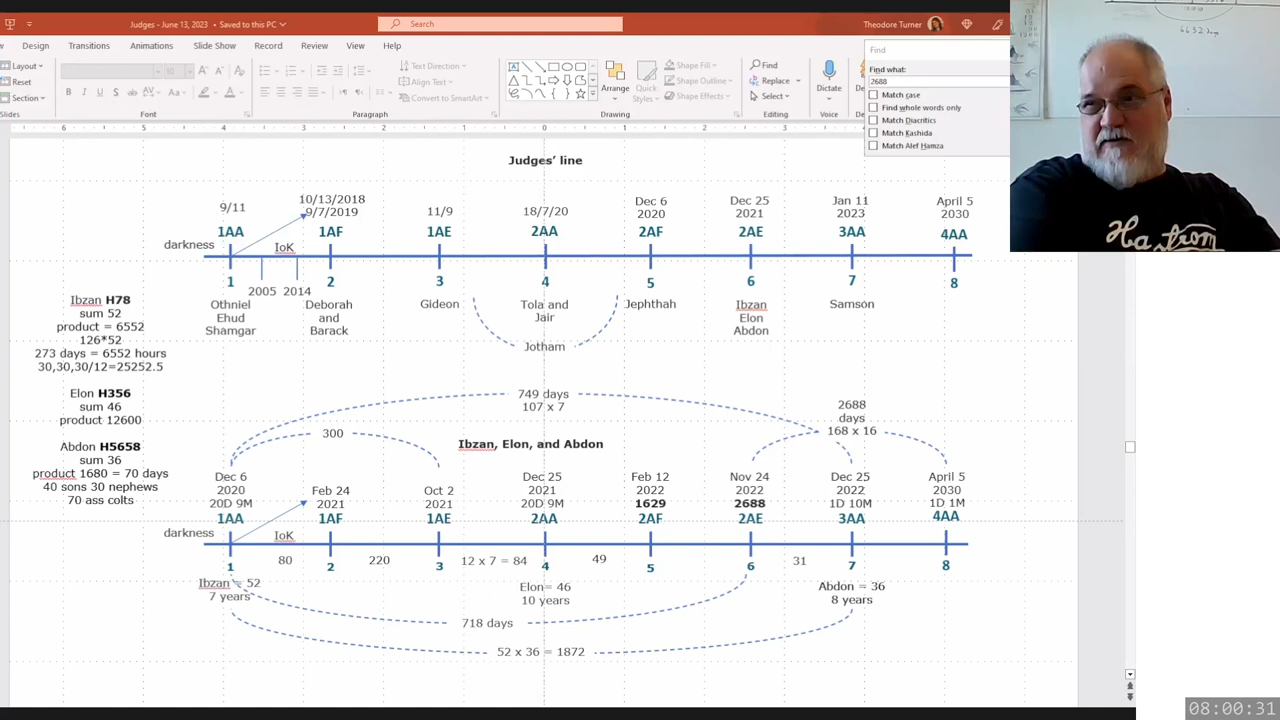 Judges - June 13, 2023 • Saved to this PC
Search
Theodore Turner
Design Transitions Animations Slide Show Record Review View Help
Layout
Reset
Section
Slides
Font
Text Direction
Align Text
Convert to SmartArt
Paragraph
Arrange
Quick
Styles
Shape Fill
Shape Outline
Shape Effects
Drawing
Find
Replace
Select
Editing
Dictate
Voice
Find
Find what:
2688
Match case
Find whole words only
Match Diacritics
Match Kashida
Match Alef Hamza
6 5 4 3 2 1 0 1 2 3
Judges’ line
9/11
10/13/2018
9/7/2019
11/9
18/7/20
Dec 6
2020
Dec 25
2021
Jan 11
2023
April 5
2030
1AA 1AF 1AE 2AA 2AF 2AE 3AA 4AA
darkness
IoK
1 2 3 4 5 6 7 8
2005 2014
Othniel
Ehud
Shamgar
Deborah
and
Barack
Gideon
Tola and
Jair
Jotham
Jephthah
Ibzan
Elon
Abdon
Samson
Ibzan H78
sum 52
product = 6552
126*52
273 days = 6552 hours
30,30,30/12=25252.5
Elon H356
sum 46
product 12600
Abdon H5658
sum 36
product 1680 = 70 days
40 sons 30 nephews
70 ass colts
749 days
107 x 7
2688
days
168 x 16
300
Ibzan, Elon, and Abdon
Dec 6
2020
20D 9M
Feb 24
2021
Oct 2
2021
Dec 25
2021
20D 9M
Feb 12
2022
1629
Nov 24
2022
2688
Dec 25
2022
1D 10M
April 5
2030
1D 1M
1AA 1AF 1AE 2AA 2AF 2AE 3AA 4AA
darkness
IoK
80 220 12 x 7 = 84 49 31
1 2 3 4 5 6 7 8
Ibzan = 52
7 years
Elon= 46
10 years
Abdon = 36
8 years
718 days
52 x 36 = 1872
Hastrom
08:00:31